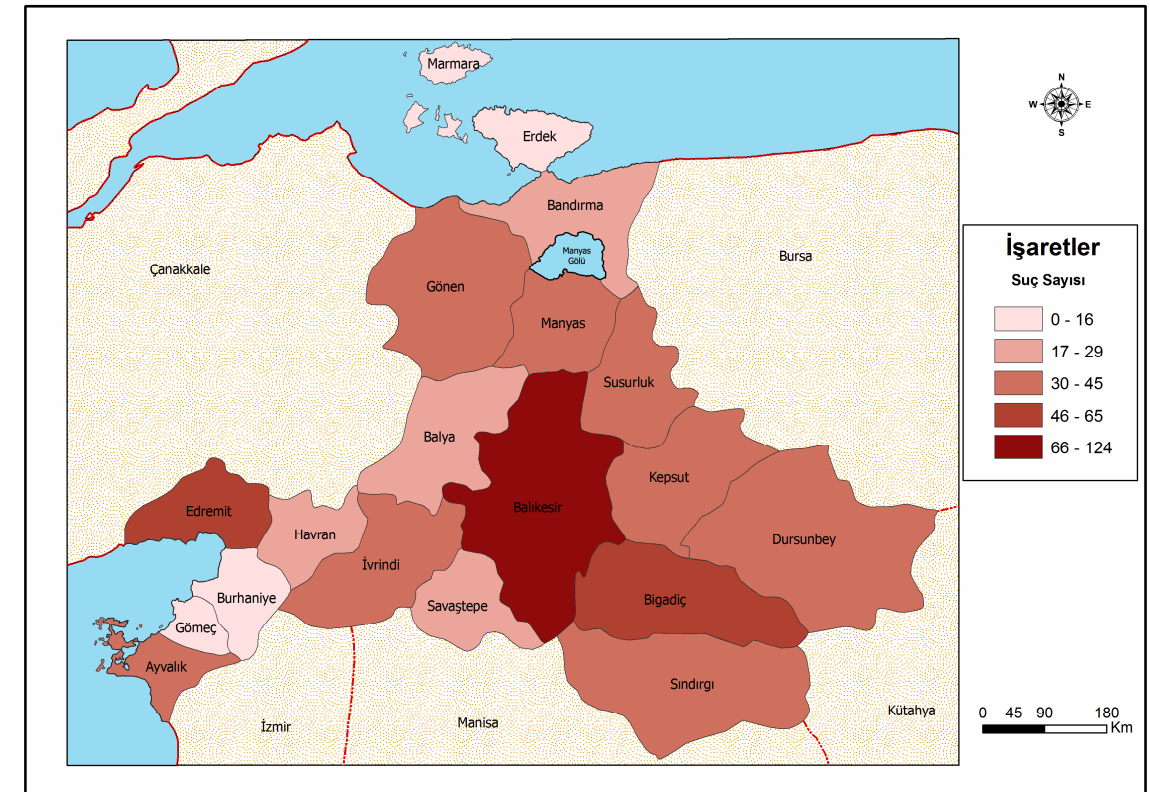 Marmara
Erdek
Bandırma
Manyas
Gölü
Çanakkale
Bursa
Gönen
Manyas
Susurluk
Balya
Kepsut
Balıkesir
Edremit
Havran
Dursunbey
İvrindi
Burhaniye
Savaştepe
Bigadiç
Gömeç
Ayvalık
Sındırgı
İzmir
Manisa
Kütahya
N
W E
S
İşaretler
Suç Sayısı
0 - 16
17 - 29
30 - 45
46 - 65
66 - 124
0 45 90 180
Km